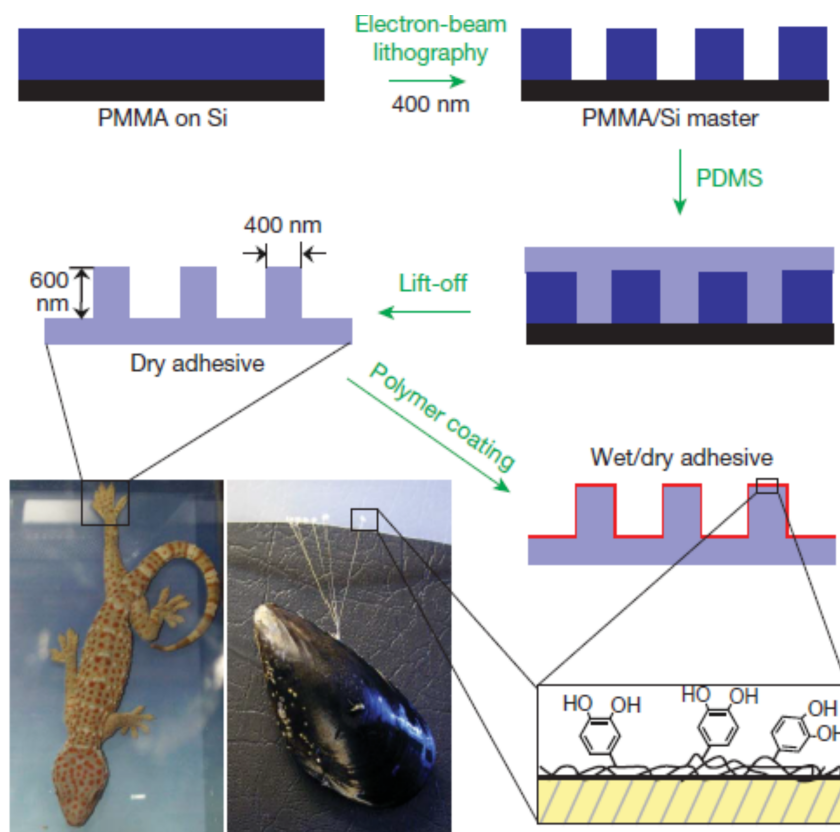 Electron-beam
lithography
400 nm
PMMA on Si
PMMA/Si master
PDMS
400 nm
600
nm
Lift-off
Dry adhesive
Polymer coating
Wet/dry adhesive
HO OH
HO OH
OH
OH